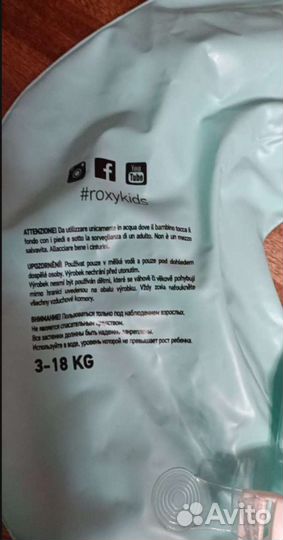 You
Tube
#roxykids
ATTENZIONE! Da utilizzare unicamente in acqua dove il bambino tocca il
fondo con i piedi e sotto la sorveglianza di un adulto. Non è un mezzo
salvavita. Allacciare bene i cinturini.
UPOZORNĚNÍ! Používat pouze v mělké vodě a pouze pod dohledem
dospělé osoby. Výrobek nechrání před utonutím.
Výrobek nesmí být používán dětmi, které se váhově či věkově pohybují
mimo hranici uvedenou na obalu výrobku. Vždy zcela nafoukněte
všechny vzduchové komory.
ВНИМАНИЕ! Пользоваться только под наблюдением взрослых.
Не является спасательным средством.
Все застежки должны быть надежно закреплены.
Используйте в воде, уровень которой не превышает рост ребенка.
3-18 KG
Avito